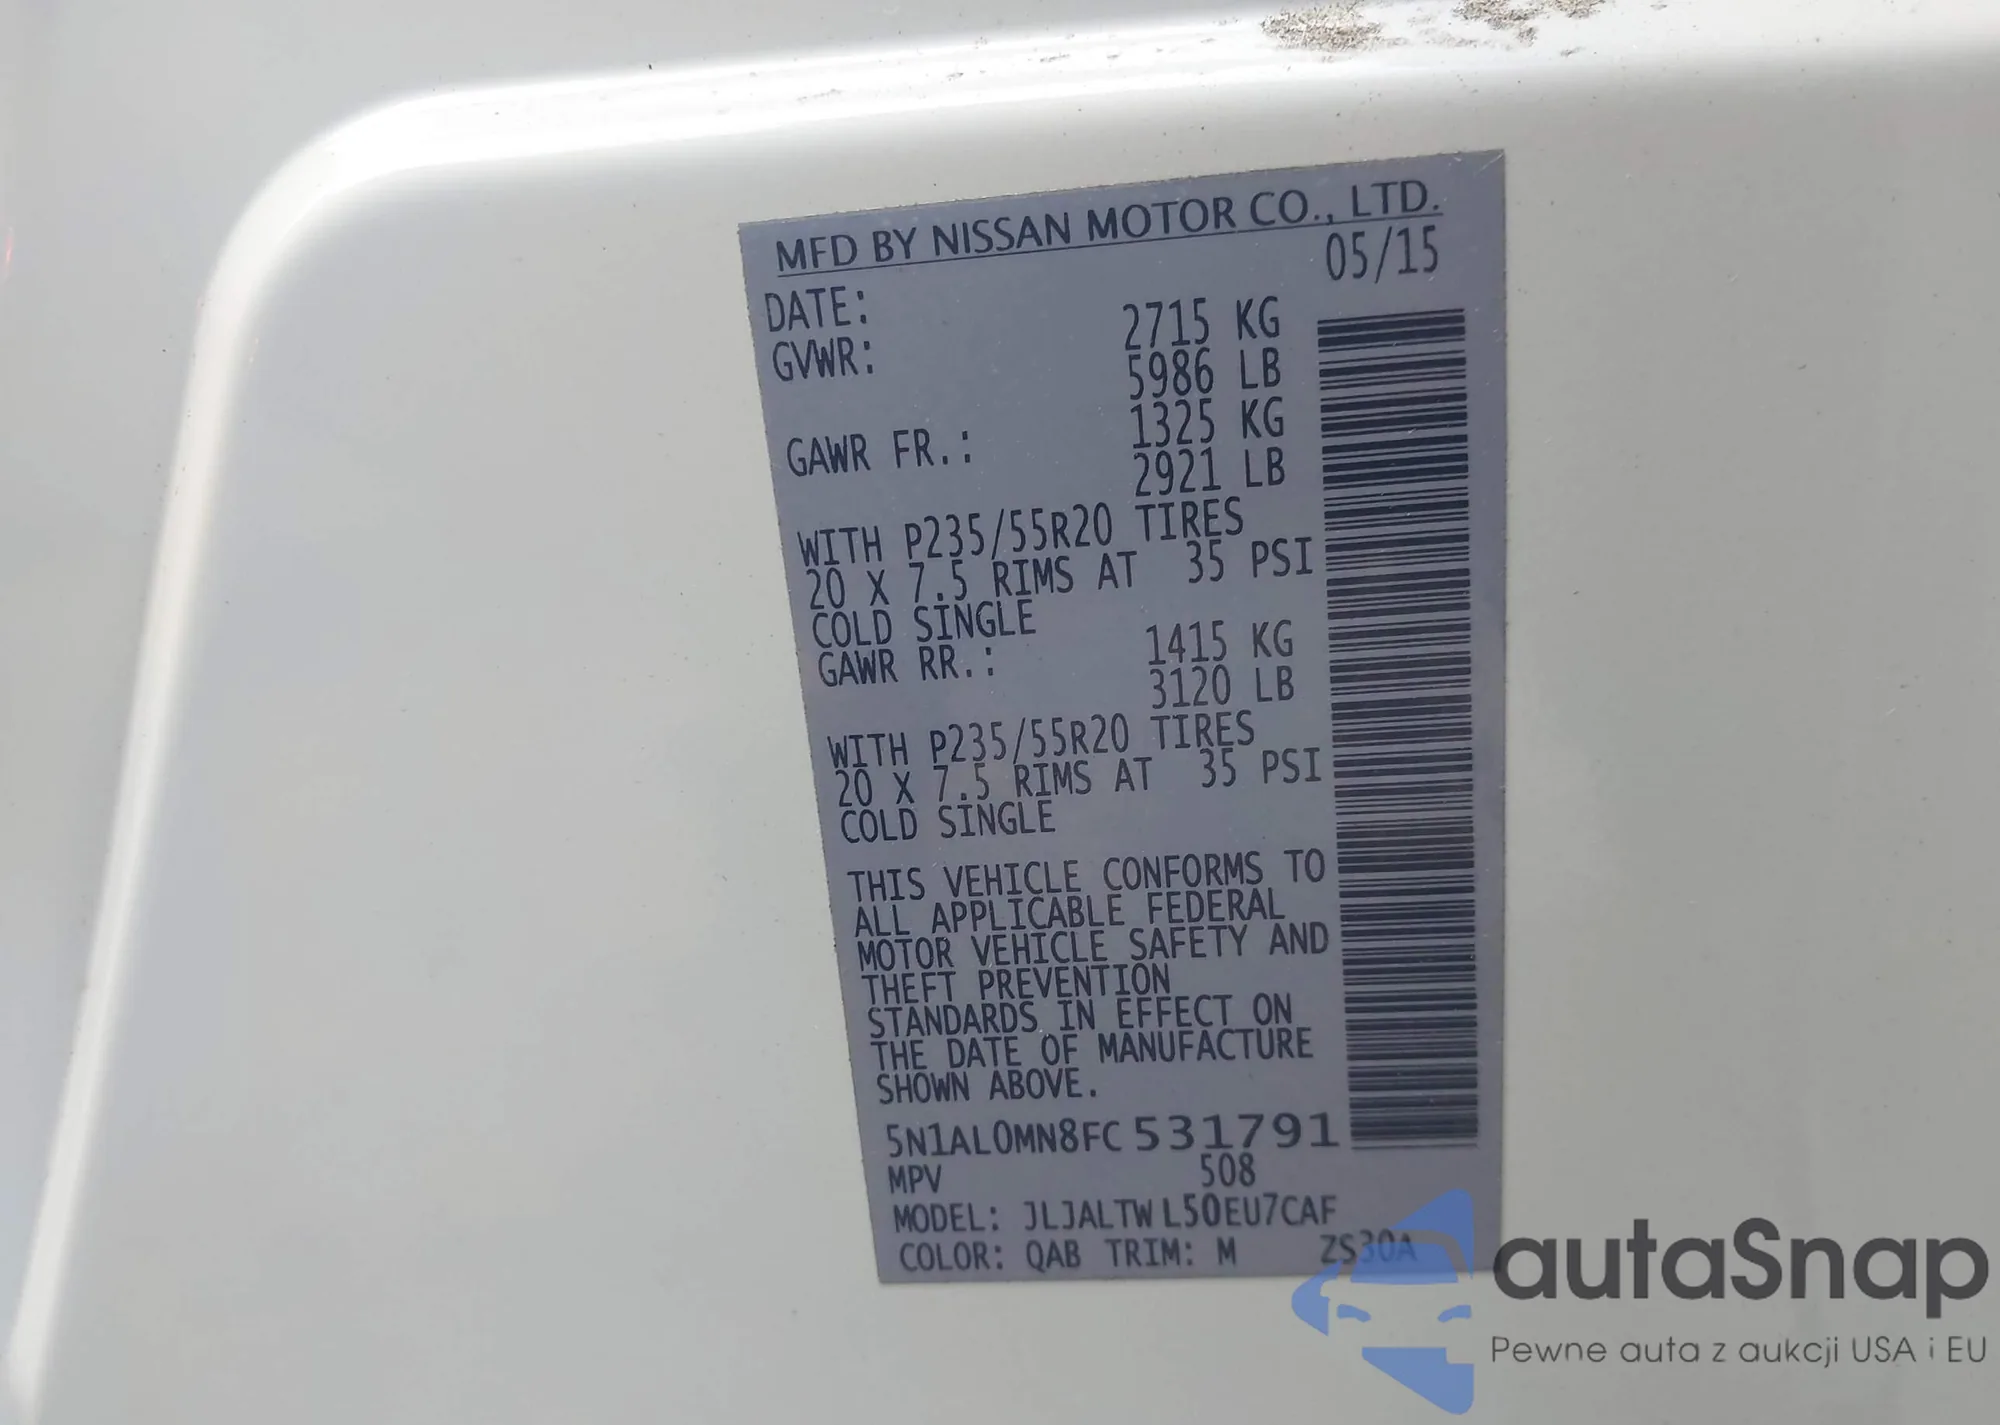 MFD BY NISSAN MOTOR CO., LTD.
DATE: 05/15
GVWR: 2715 KG
5986 LB
GAWR FR.: 1325 KG
2921 LB
WITH P235/55R20 TIRES
20 X 7.5 RIMS AT 35 PSI
COLD SINGLE
GAWR RR.: 1415 KG
3120 LB
WITH P235/55R20 TIRES
20 X 7.5 RIMS AT 35 PSI
COLD SINGLE
THIS VEHICLE CONFORMS TO
ALL APPLICABLE FEDERAL
MOTOR VEHICLE SAFETY AND
THEFT PREVENTION
STANDARDS IN EFFECT ON
THE DATE OF MANUFACTURE
SHOWN ABOVE.
5N1AL0MN8FC531791
MPV 508
MODEL: JLJALTWL50EU7CAF
COLOR: QAB TRIM: M ZS30A
autaSnap
Pewne auta z aukcji USA i EU